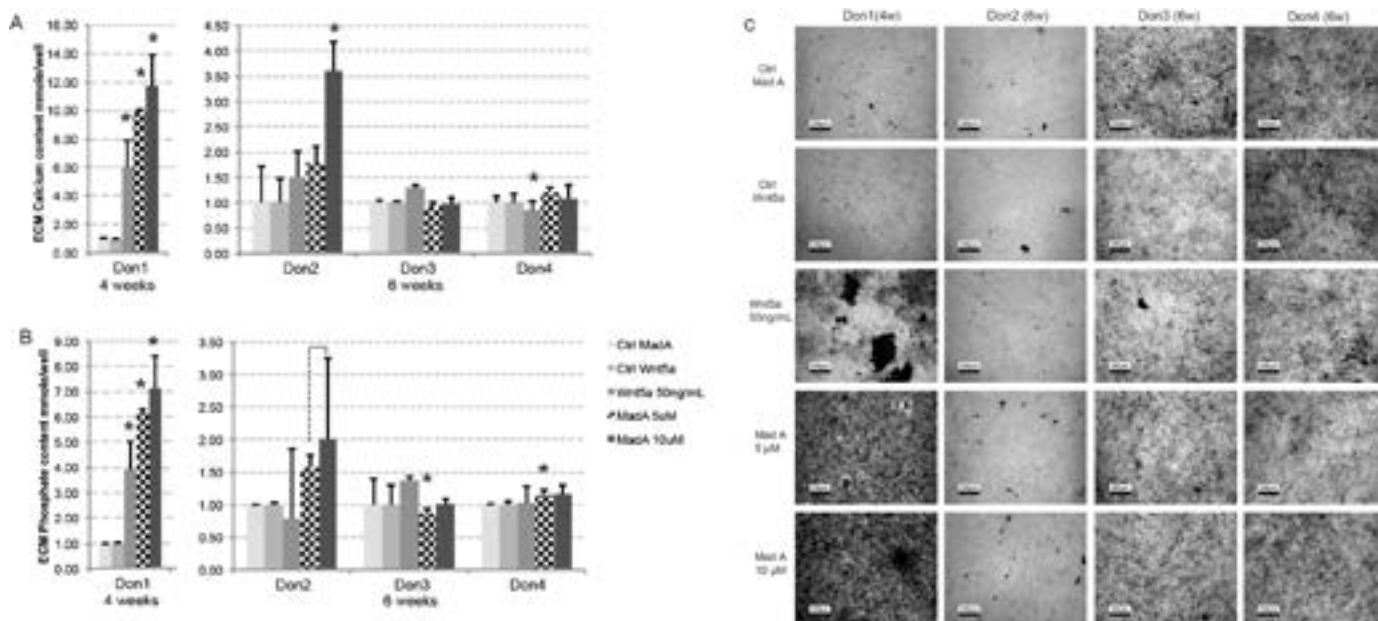 A
ECM Calcium content mmole/well
16.00
14.00
12.00
10.00
8.00
6.00
4.00
2.00
0.00
Don1
4 weeks
4.50
4.00
3.50
3.00
2.50
2.00
1.50
1.00
0.50
0.00
Don2
Don3
Don4
6 weeks
*
*
*
*
*
B
ECM Phosphate content mmole/well
9.00
8.00
7.00
6.00
5.00
4.00
3.00
2.00
1.00
0.00
Don1
4 weeks
3.50
3.00
2.50
2.00
1.50
1.00
0.50
0.00
Don2
Don3
Don4
6 weeks
*
*
*
*
*
Ctrl MadA
Ctrl Wnt5a
Wnt5a 50ng/mL
MadA 5uM
MadA 10uM
C
Don1(4w)
Don2 (6w)
Don3 (6w)
Don4 (6w)
Ctrl
Mad A
Ctrl
Wnt5a
Wnt5a
50ng/mL
Mad A
5 µM
Mad A
10 µM